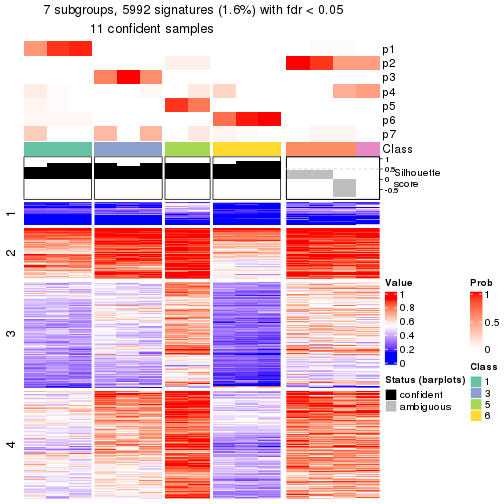 7 subgroups, 5992 signatures (1.6%) with fdr < 0.05
11 confident samples
p1
p2
p3
p4
p5
p6
p7
Class
1
0.5
0
-0.5
Silhouette
score
1
2
3
4
Value
1
0.8
0.6
0.4
0.2
0
Status (barplots)
confident
ambiguous
Prob
1
0.5
0
Class
1
3
5
6